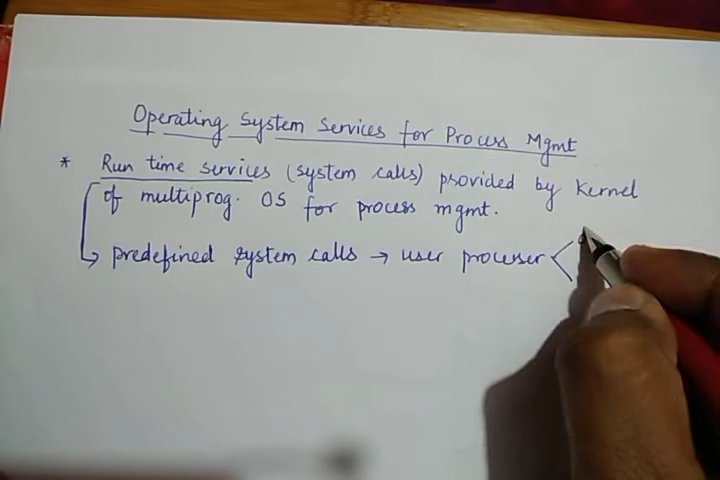 Operating System Services for Process Mgmt
* Run time services (system calls) provided by Kernel
of multiprog. OS for process mgmt.
↳ predefined system calls → user processer <